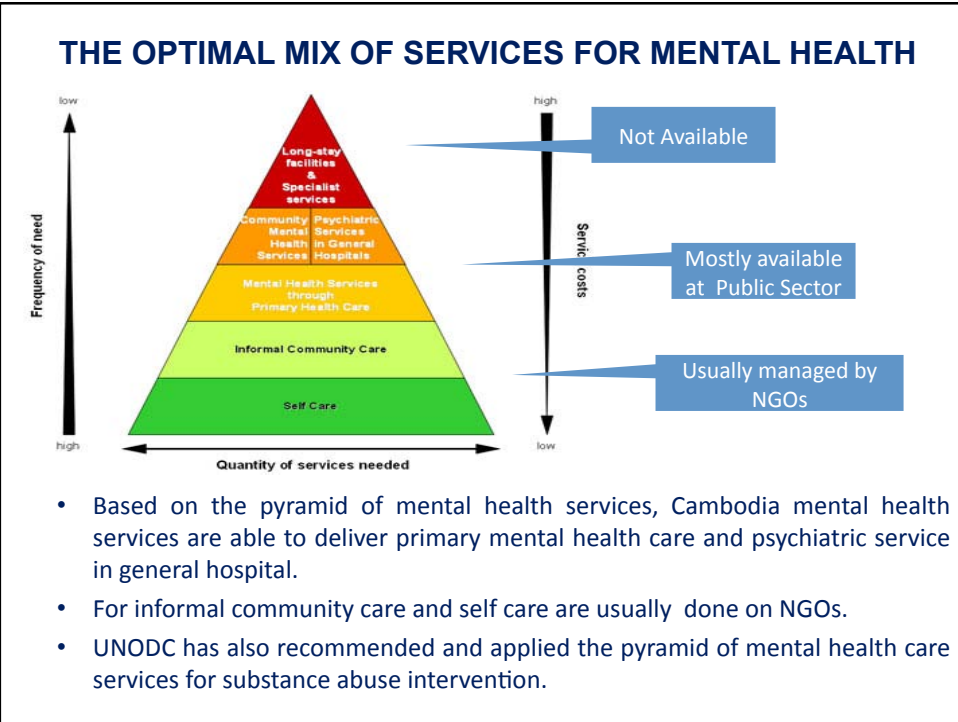 THE OPTIMAL MIX OF SERVICES FOR MENTAL HEALTH
low
high
Not Available
Long-stay
facilities
&
Specialist
services
Community
Mental
Health
Services
Psychiatric
Services
in General
Hospitals
Frequency of need
Service costs
Mostly available
at Public Sector
Mental Health Services
through
Primary Health Care
Informal Community Care
Usually managed by
NGOs
Self Care
high
low
Quantity of services needed
• Based on the pyramid of mental health services, Cambodia mental health
services are able to deliver primary mental health care and psychiatric service
in general hospital.
• For informal community care and self care are usually done on NGOs.
• UNODC has also recommended and applied the pyramid of mental health care
services for substance abuse intervention.